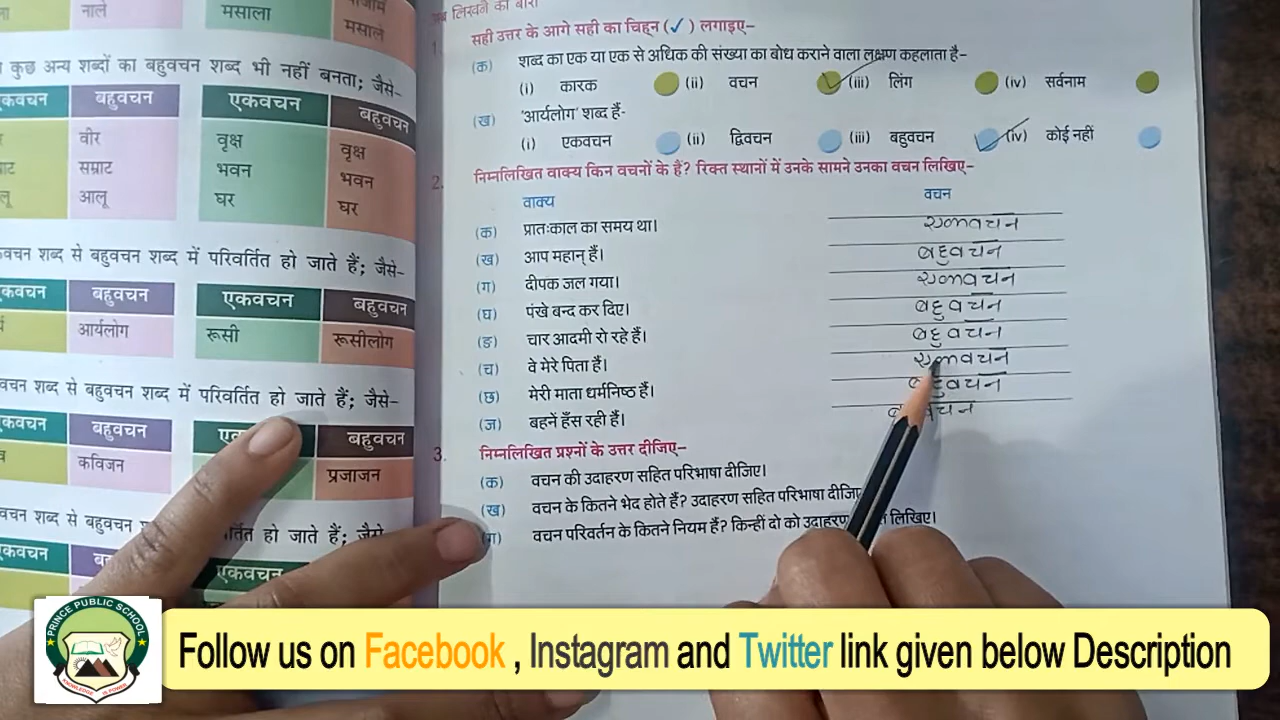 नाले
मसाला
मसाले
कुछ अन्य शब्दों का बहुवचन शब्द भी नहीं बनता; जैसे–
एकवचन बहुवचन एकवचन बहुवचन
वीर वृक्ष वृक्ष
सम्राट भवन भवन
आलू घर घर
शब्द से बहुवचन शब्द में परिवर्तित हो जाते हैं; जैसे–
बहुवचन एकवचन बहुवचन
आर्यलोग रूसी रूसीलोग
शब्द से बहुवचन शब्द में परिवर्तित हो जाते हैं; जैसे–
बहुवचन बहुवचन
कविजन प्रजाजन
शब्द से बहुवचन
एकवचन
1. सही उत्तर के आगे सही का चिह्न (✓) लगाइए–
(क) शब्द का एक या एक से अधिक की संख्या का बोध कराने वाला लक्षण कहलाता है–
(i) कारक (ii) वचन (iii) लिंग (iv) सर्वनाम
(ख) 'आर्यलोग' शब्द हैं-
(i) एकवचन (ii) द्विवचन (iii) बहुवचन (iv) कोई नहीं
2. निम्नलिखित वाक्य किन वचनों के हैं? रिक्त स्थानों में उनके सामने उनका वचन लिखिए–
वाक्य वचन
(क) प्रातःकाल का समय था। एकवचन
(ख) आप महान् हैं। बहुवचन
(ग) दीपक जल गया। एकवचन
(घ) पंखे बन्द कर दिए। बहुवचन
(ङ) चार आदमी रो रहे हैं। बहुवचन
(च) वे मेरे पिता हैं। एकवचन
(छ) मेरी माता धर्मनिष्ठ हैं। बहुवचन
(ज) बहनें हँस रही हैं।
3. निम्नलिखित प्रश्नों के उत्तर दीजिए–
(क) वचन की उदाहरण सहित परिभाषा दीजिए।
(ख) वचन के कितने भेद होते हैं? उदाहरण सहित परिभाषा दीजिए
(ग) वचन परिवर्तन के कितने नियम हैं? किन्हीं दो को उदाहरण लिखिए।
PRINCE PUBLIC SCHOOL
KNOWLEDGE IS POWER
Follow us on Facebook , Instagram and Twitter link given below Description